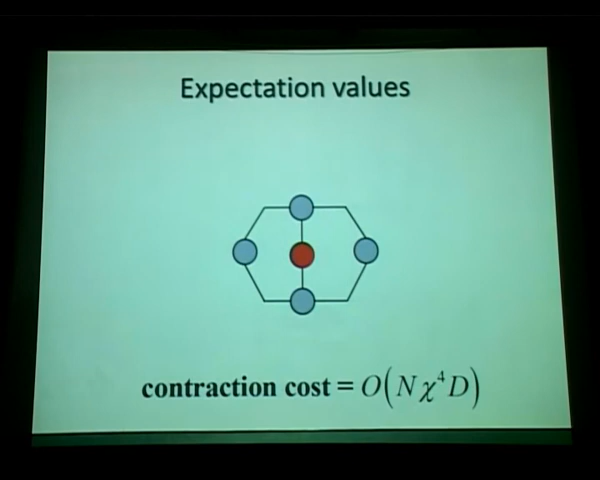 Expectation values
contraction cost = O(Nχ⁴D)